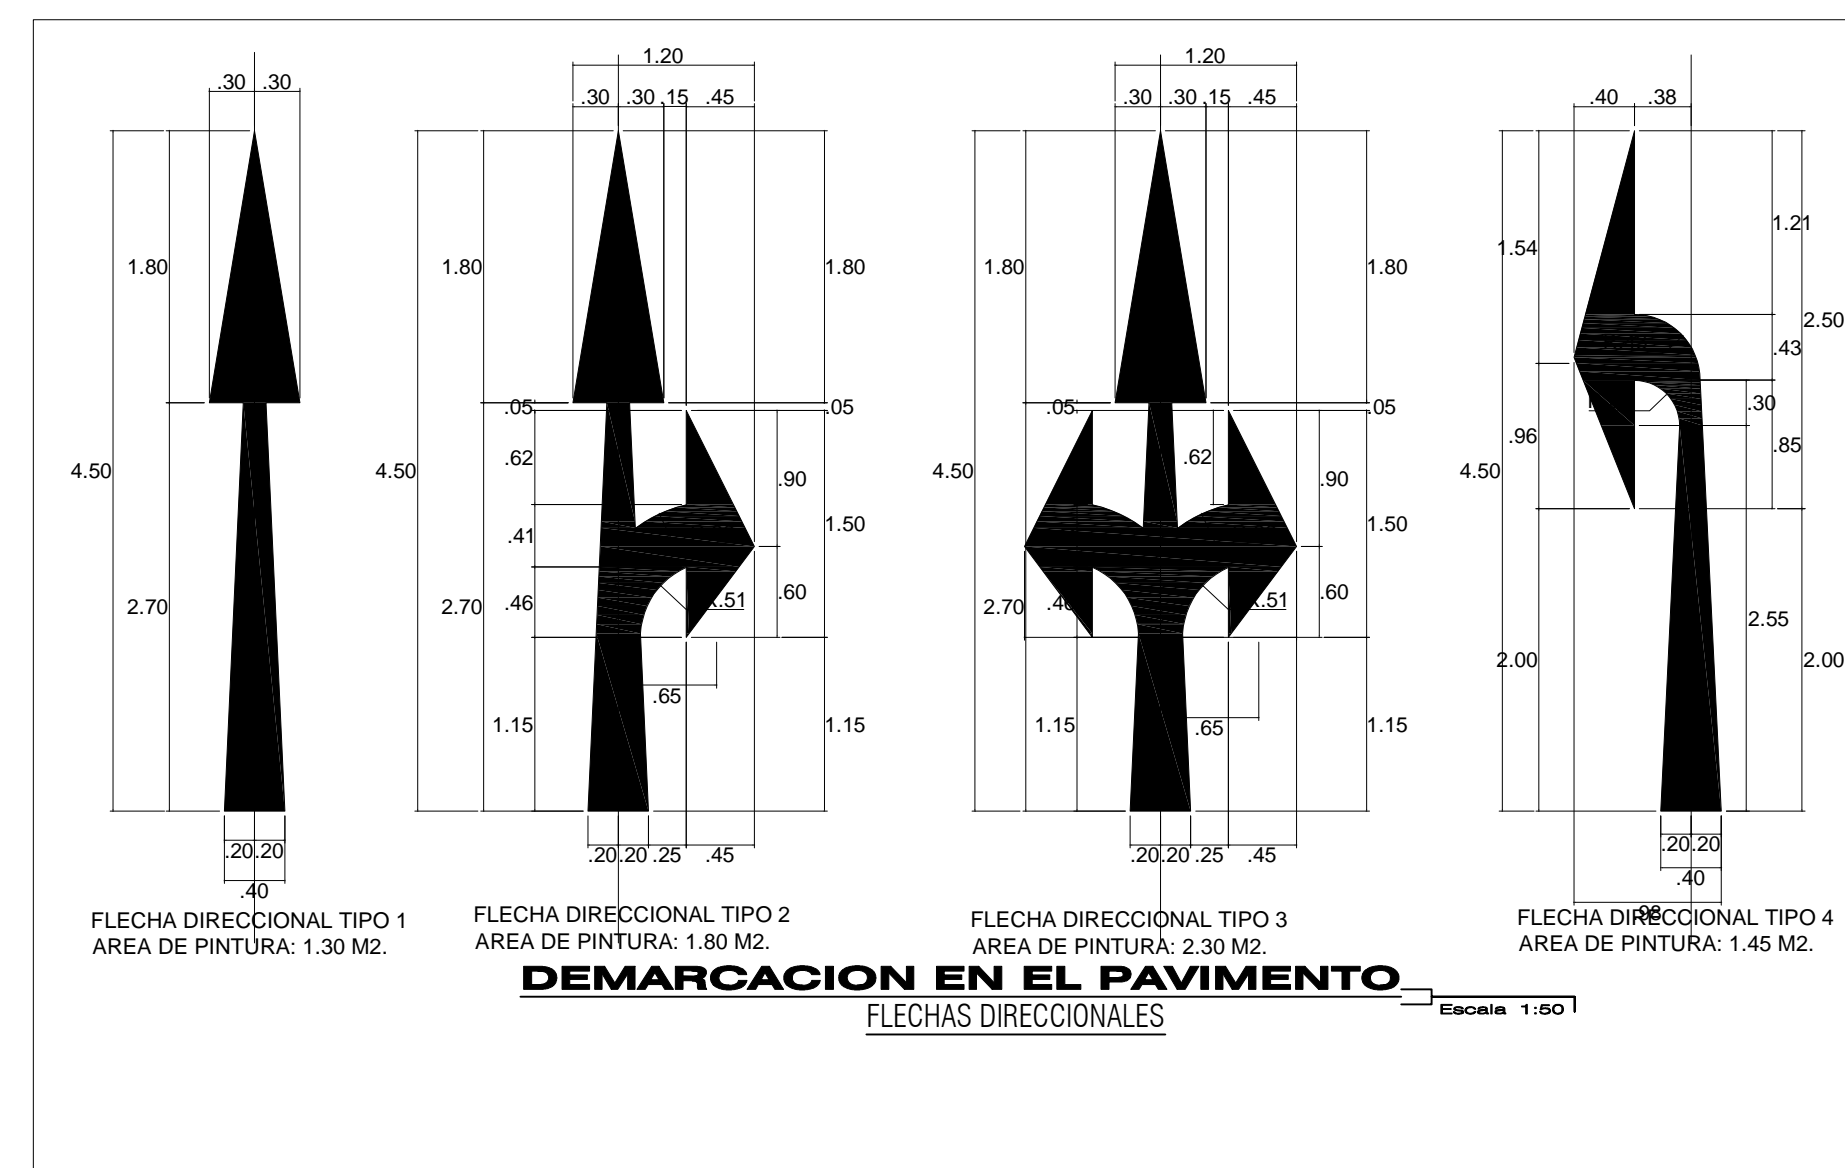 .30 .30
1.80
4.50
2.70
.20 .20
.40
FLECHA DIRECCIONAL TIPO 1
AREA DE PINTURA: 1.30 M2.
1.20
.30 .30 .15 .45
1.80 1.80
.05 .05
.62
.90
4.50
.41
1.50
2.70
.46
.60
R.51
.65
1.15 1.15
.20 .20 .25 .45
FLECHA DIRECCIONAL TIPO 2
AREA DE PINTURA: 1.80 M2.
1.20
.30 .30 .15 .45
1.80 1.80
.05 .05
.62
.90
4.50
1.50
2.70
.46
.60
R.51
.65
1.15 1.15
.20 .20 .25 .45
FLECHA DIRECCIONAL TIPO 3
AREA DE PINTURA: 2.30 M2.
.40 .38
1.21
1.54
2.50
.43
.30
.96
.85
4.50
2.55
2.00 2.00
.20 .20
.40
.98
FLECHA DIRECCIONAL TIPO 4
AREA DE PINTURA: 1.45 M2.
DEMARCACION EN EL PAVIMENTO
FLECHAS DIRECCIONALES
Escala 1:50